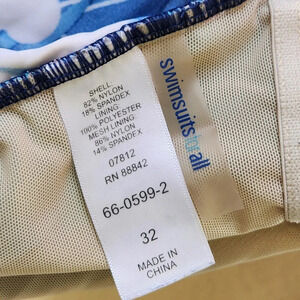 SHELL
82% NYLON
18% SPANDEX
LINING
100% POLYESTER
MESH LINING:
86% NYLON
14% SPANDEX
07812
RN 88842
66-0599-2
32
MADE IN
CHINA
swimsuitsforall